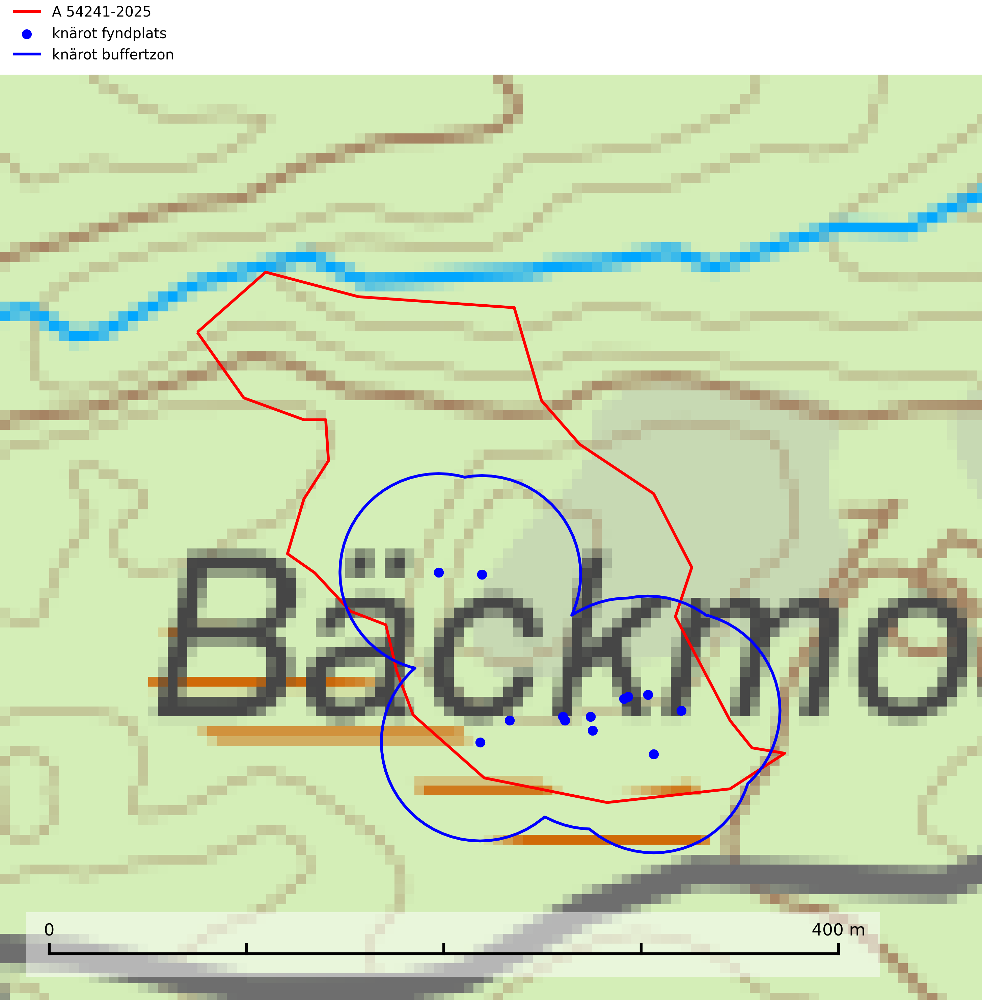 A 54241-2025
knärot fyndplats
knärot buffertzon
Bäckmo
0 400 m